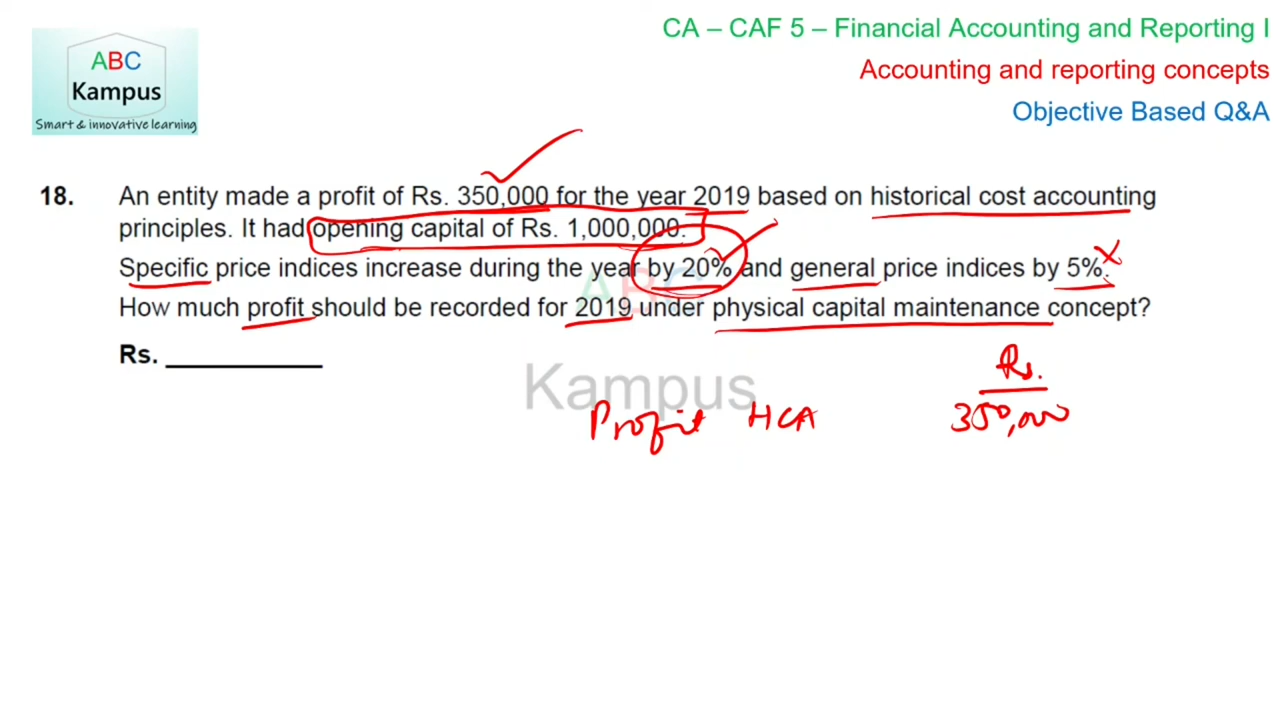 ABC
Kampus
Smart & innovative learning
CA – CAF 5 – Financial Accounting and Reporting I
Accounting and reporting concepts
Objective Based Q&A
18. An entity made a profit of Rs. 350,000 for the year 2019 based on historical cost accounting
principles. It had opening capital of Rs. 1,000,000.
Specific price indices increase during the year by 20% and general price indices by 5%.
How much profit should be recorded for 2019 under physical capital maintenance concept?
Rs. ____________
ABC
Kampus
Rs.
Profit HCA 350,000